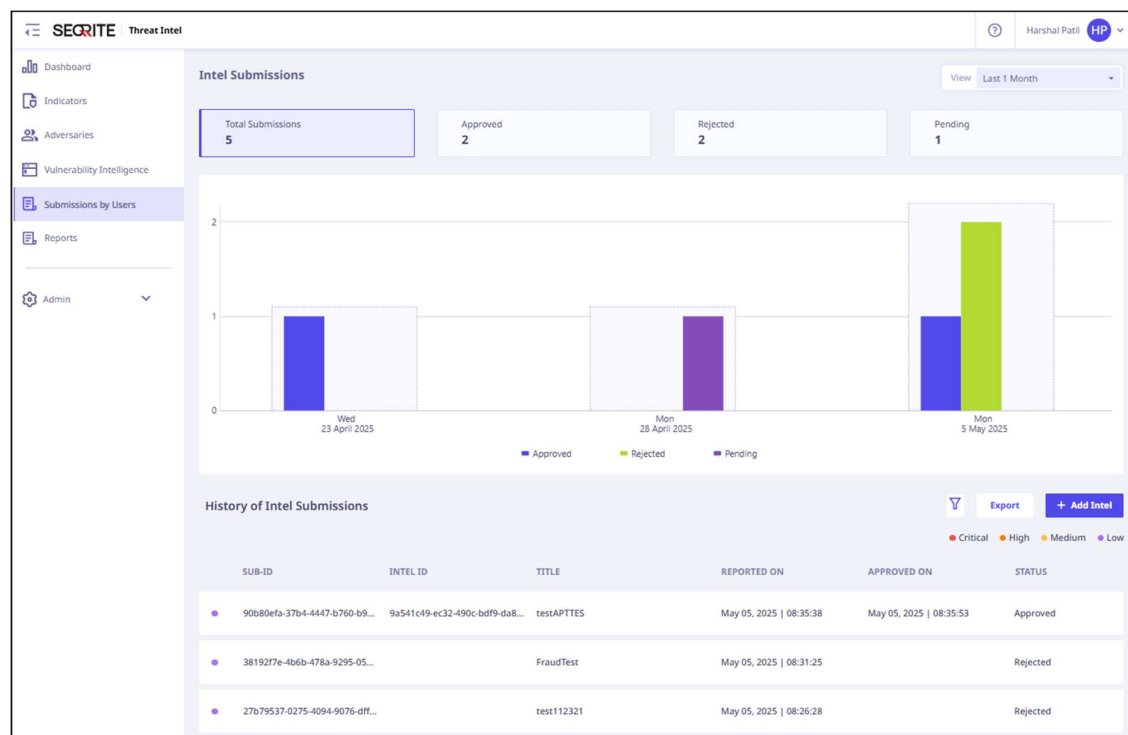 SEQRITE Threat Intel
Harshal Patil HP
Dashboard
Indicators
Adversaries
Vulnerability Intelligence
Submissions by Users
Reports
Admin
Intel Submissions
View Last 1 Month
Total Submissions
5
Approved
2
Rejected
2
Pending
1
2
1
0
Wed
23 April 2025
Mon
28 April 2025
Mon
5 May 2025
Approved Rejected Pending
History of Intel Submissions
Export + Add Intel
Critical High Medium Low
SUB-ID INTEL ID TITLE REPORTED ON APPROVED ON STATUS
90b80efa-37b4-4447-b760-b9... 9a541c49-ec32-490c-bdf9-da8... testAPTTES May 05, 2025 | 08:35:38 May 05, 2025 | 08:35:53 Approved
38192f7e-4b6b-478a-9295-05... FraudTest May 05, 2025 | 08:31:25 Rejected
27b79537-0275-4094-9076-dff... test112321 May 05, 2025 | 08:26:28 Rejected